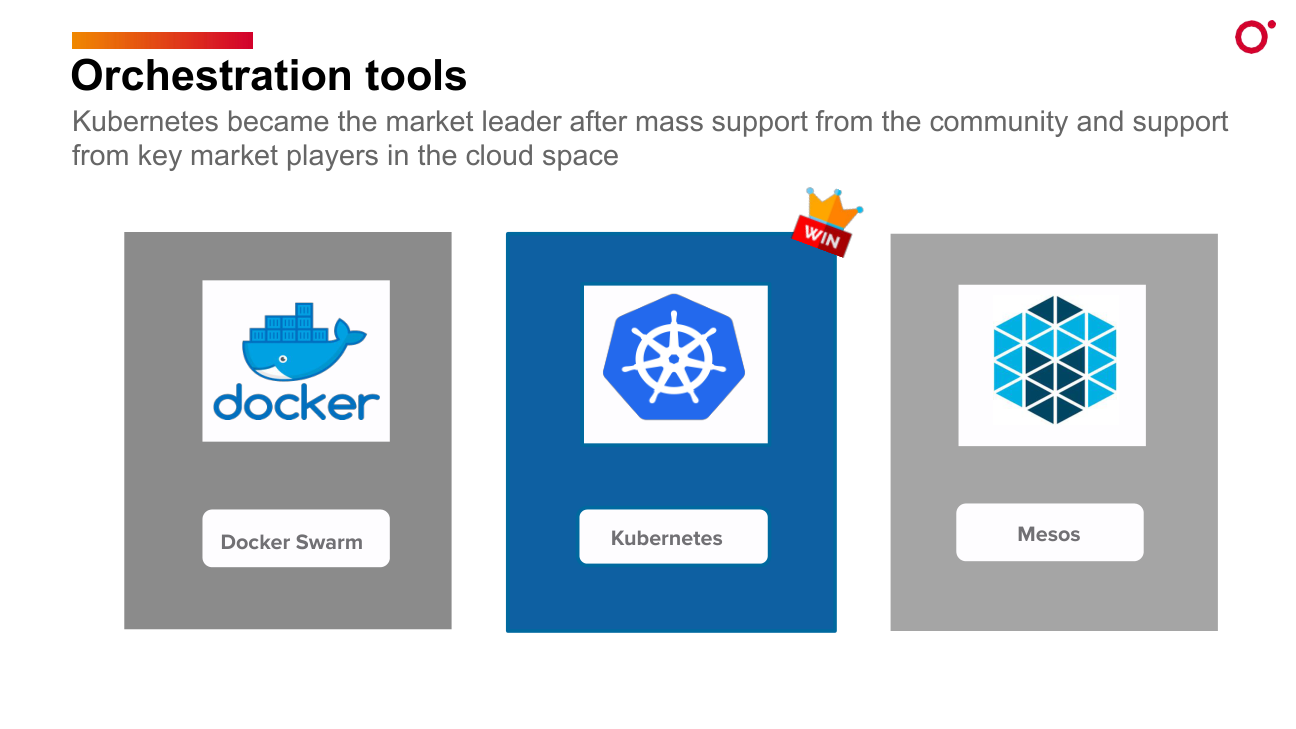 Orchestration tools
Kubernetes became the market leader after mass support from the community and support
from key market players in the cloud space
WIN
docker
Docker Swarm
Kubernetes
Mesos